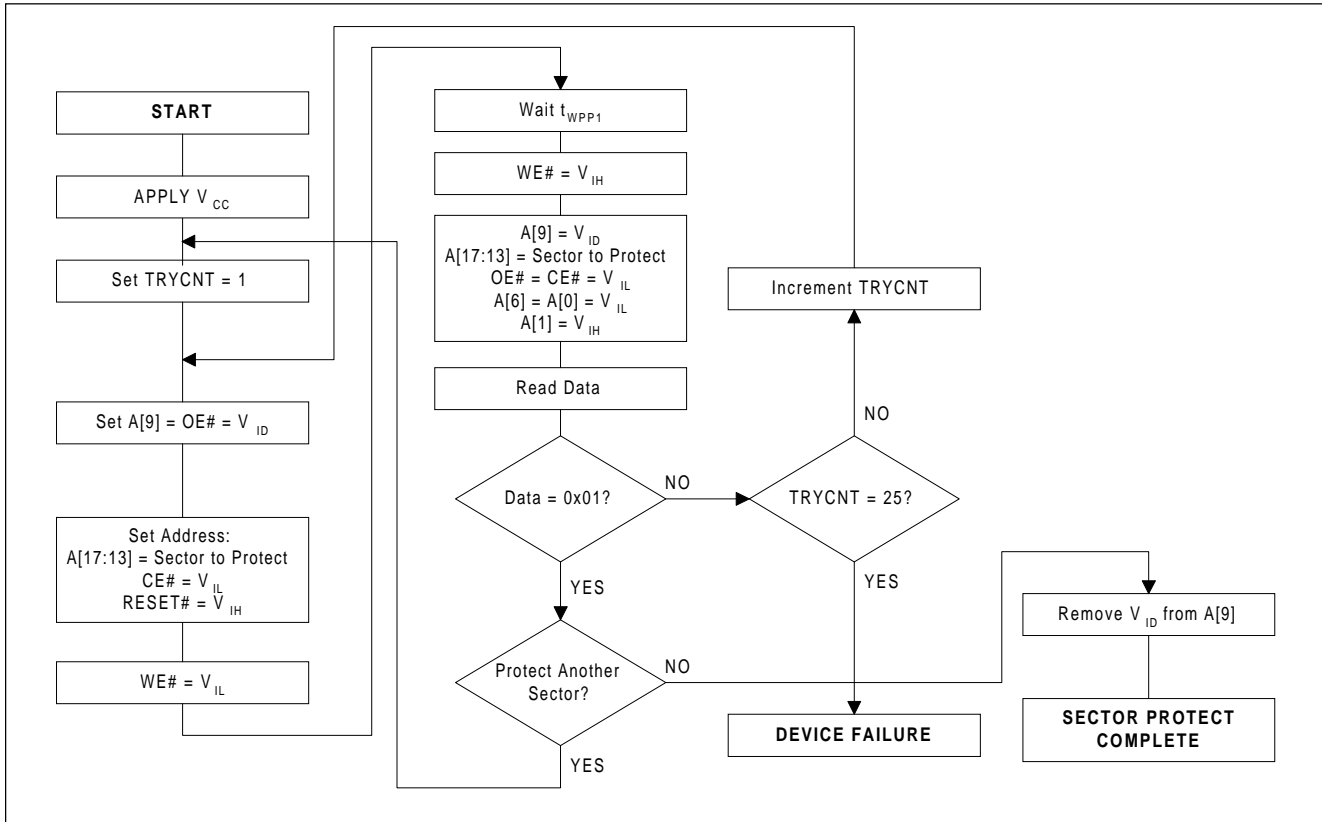 START
APPLY V CC
Set TRYCNT = 1
Set A[9] = OE# = V ID
Set Address:
A[17:13] = Sector to Protect
CE# = V IL
RESET# = V IH
WE# = V IL
Wait t WPP1
WE# = V IH
A[9] = V ID
A[17:13] = Sector to Protect
OE# = CE# = V IL
A[6] = A[0] = V IL
A[1] = V IH
Read Data
Data = 0x01?
NO
YES
Protect Another
Sector?
NO
YES
Increment TRYCNT
NO
TRYCNT = 25?
YES
DEVICE FAILURE
Remove V ID from A[9]
SECTOR PROTECT
COMPLETE